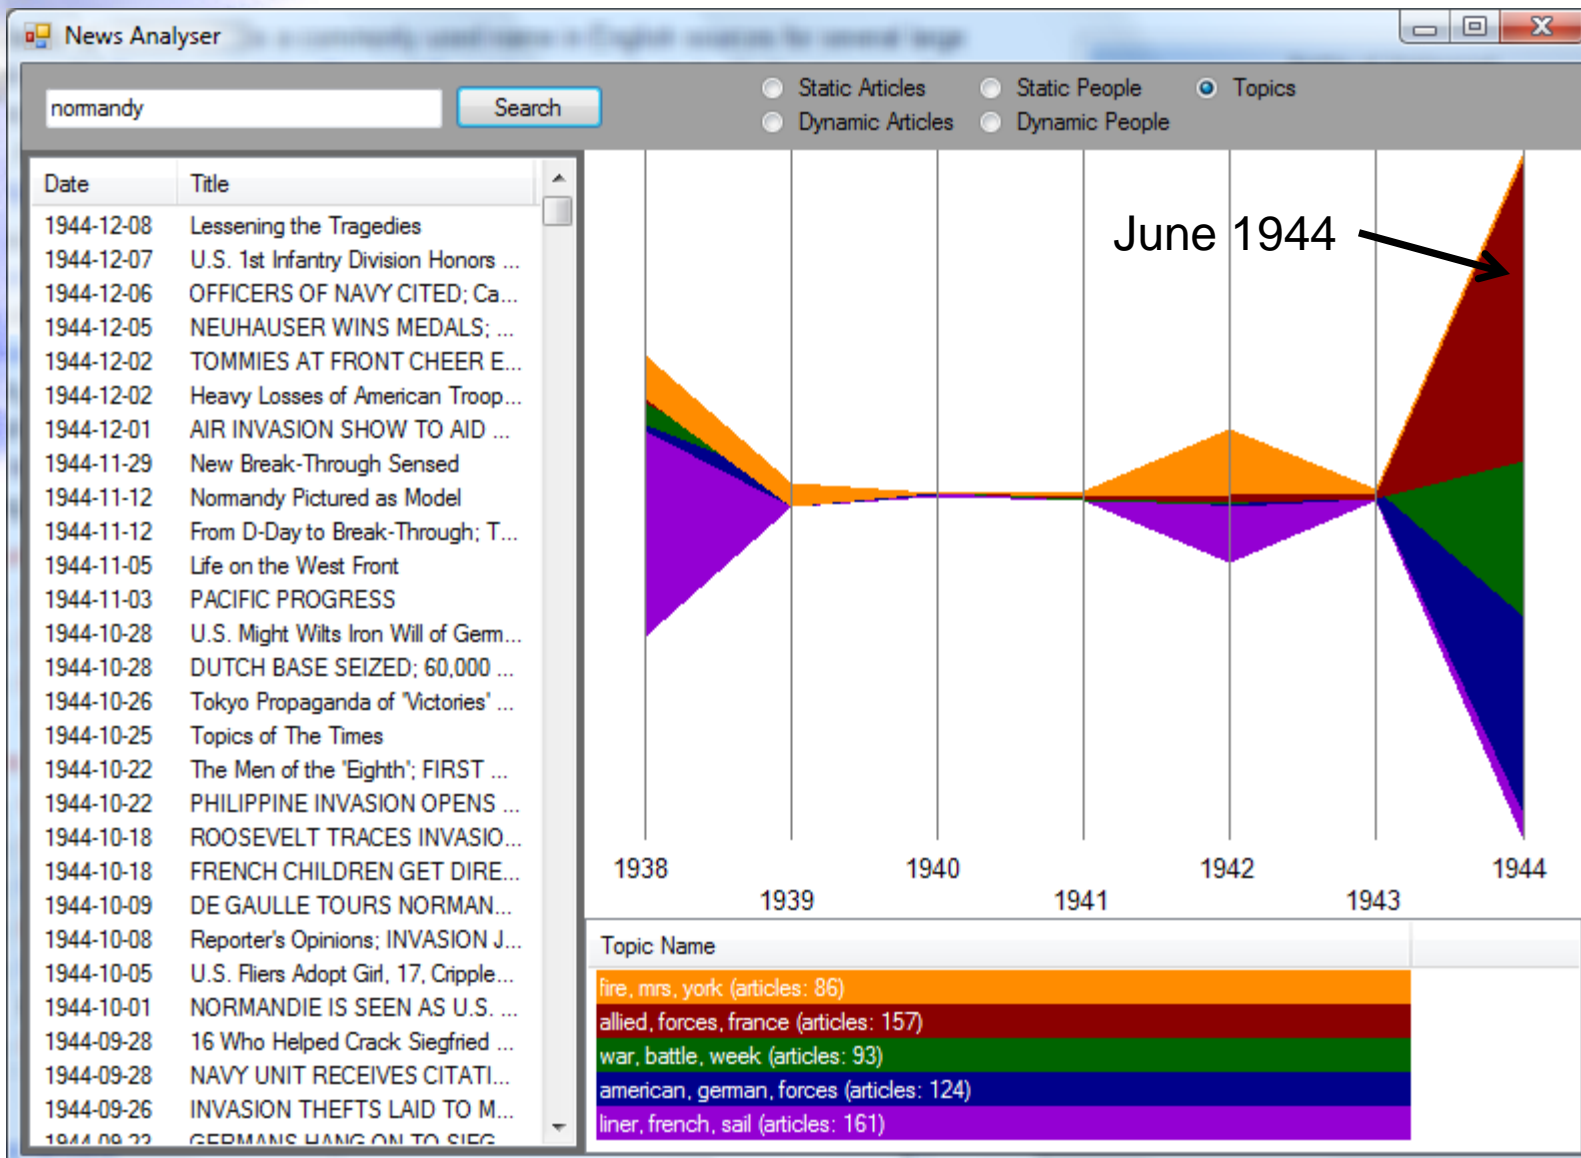 News Analyser
normandy
Search
Static Articles
Static People
Topics
Dynamic Articles
Dynamic People
Date Title
1944-12-08 Lessening the Tragedies
1944-12-07 U.S. 1st Infantry Division Honors ...
1944-12-06 OFFICERS OF NAVY CITED; Ca...
1944-12-05 NEUHAUSER WINS MEDALS; ...
1944-12-02 TOMMIES AT FRONT CHEER E...
1944-12-02 Heavy Losses of American Troop...
1944-12-01 AIR INVASION SHOW TO AID ...
1944-11-29 New Break-Through Sensed
1944-11-12 Normandy Pictured as Model
1944-11-12 From D-Day to Break-Through; T...
1944-11-05 Life on the West Front
1944-11-03 PACIFIC PROGRESS
1944-10-28 U.S. Might Wilts Iron Will of Germ...
1944-10-28 DUTCH BASE SEIZED; 60,000 ...
1944-10-26 Tokyo Propaganda of 'Victories' ...
1944-10-25 Topics of The Times
1944-10-22 The Men of the 'Eighth'; FIRST ...
1944-10-22 PHILIPPINE INVASION OPENS ...
1944-10-18 ROOSEVELT TRACES INVASIO...
1944-10-18 FRENCH CHILDREN GET DIRE...
1944-10-09 DE GAULLE TOURS NORMAN...
1944-10-08 Reporter's Opinions; INVASION J...
1944-10-05 U.S. Fliers Adopt Girl, 17, Cripple...
1944-10-01 NORMANDIE IS SEEN AS U.S. ...
1944-09-28 16 Who Helped Crack Siegfried ...
1944-09-28 NAVY UNIT RECEIVES CITATI...
1944-09-26 INVASION THEFTS LAID TO M...
1944-09-23 GERMANS HANG ON TO SIEG...
June 1944
1938 1940 1942 1944
1939 1941 1943
Topic Name
fire, mrs, york (articles: 86)
allied, forces, france (articles: 157)
war, battle, week (articles: 93)
american, german, forces (articles: 124)
liner, french, sail (articles: 161)